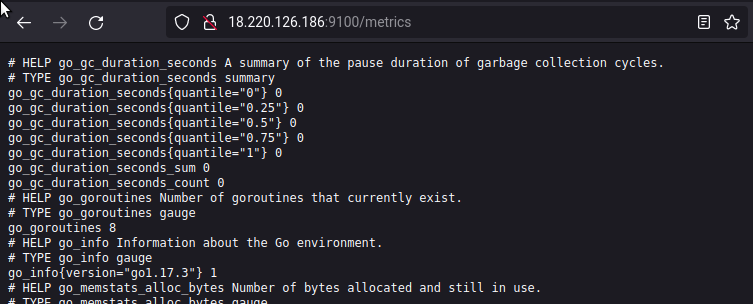 18.220.126.186:9100/metrics
# HELP go_gc_duration_seconds A summary of the pause duration of garbage collection cycles.
# TYPE go_gc_duration_seconds summary
go_gc_duration_seconds{quantile="0"} 0
go_gc_duration_seconds{quantile="0.25"} 0
go_gc_duration_seconds{quantile="0.5"} 0
go_gc_duration_seconds{quantile="0.75"} 0
go_gc_duration_seconds{quantile="1"} 0
go_gc_duration_seconds_sum 0
go_gc_duration_seconds_count 0
# HELP go_goroutines Number of goroutines that currently exist.
# TYPE go_goroutines gauge
go_goroutines 8
# HELP go_info Information about the Go environment.
# TYPE go_info gauge
go_info{version="go1.17.3"} 1
# HELP go_memstats_alloc_bytes Number of bytes allocated and still in use.
# TYPE go_memstats_alloc_bytes gauge